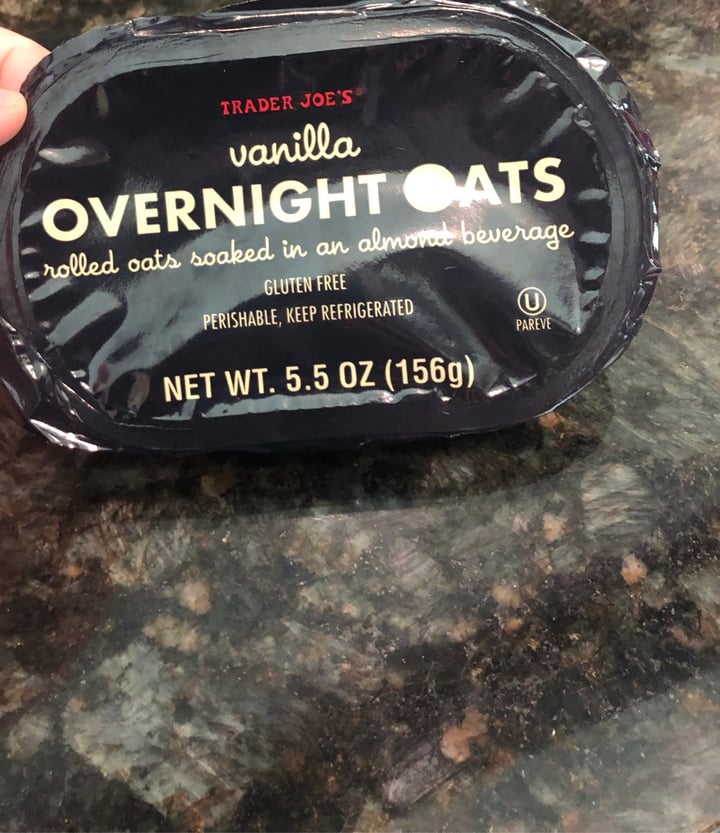 TRADER JOE'S®
vanilla
OVERNIGHT OATS
rolled oats soaked in an almond beverage
GLUTEN FREE
PERISHABLE, KEEP REFRIGERATED
U
PAREVE
NET WT. 5.5 OZ (156g)